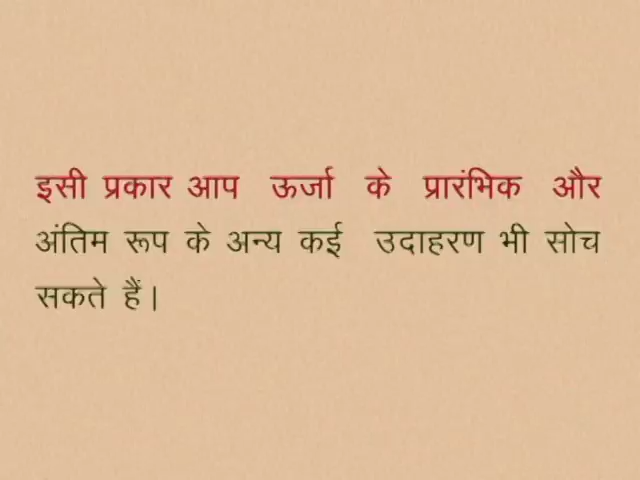 इसी प्रकार आप ऊर्जा के प्रारंभिक और
अंतिम रूप के अन्य कई उदाहरण भी सोच
सकते हैं।